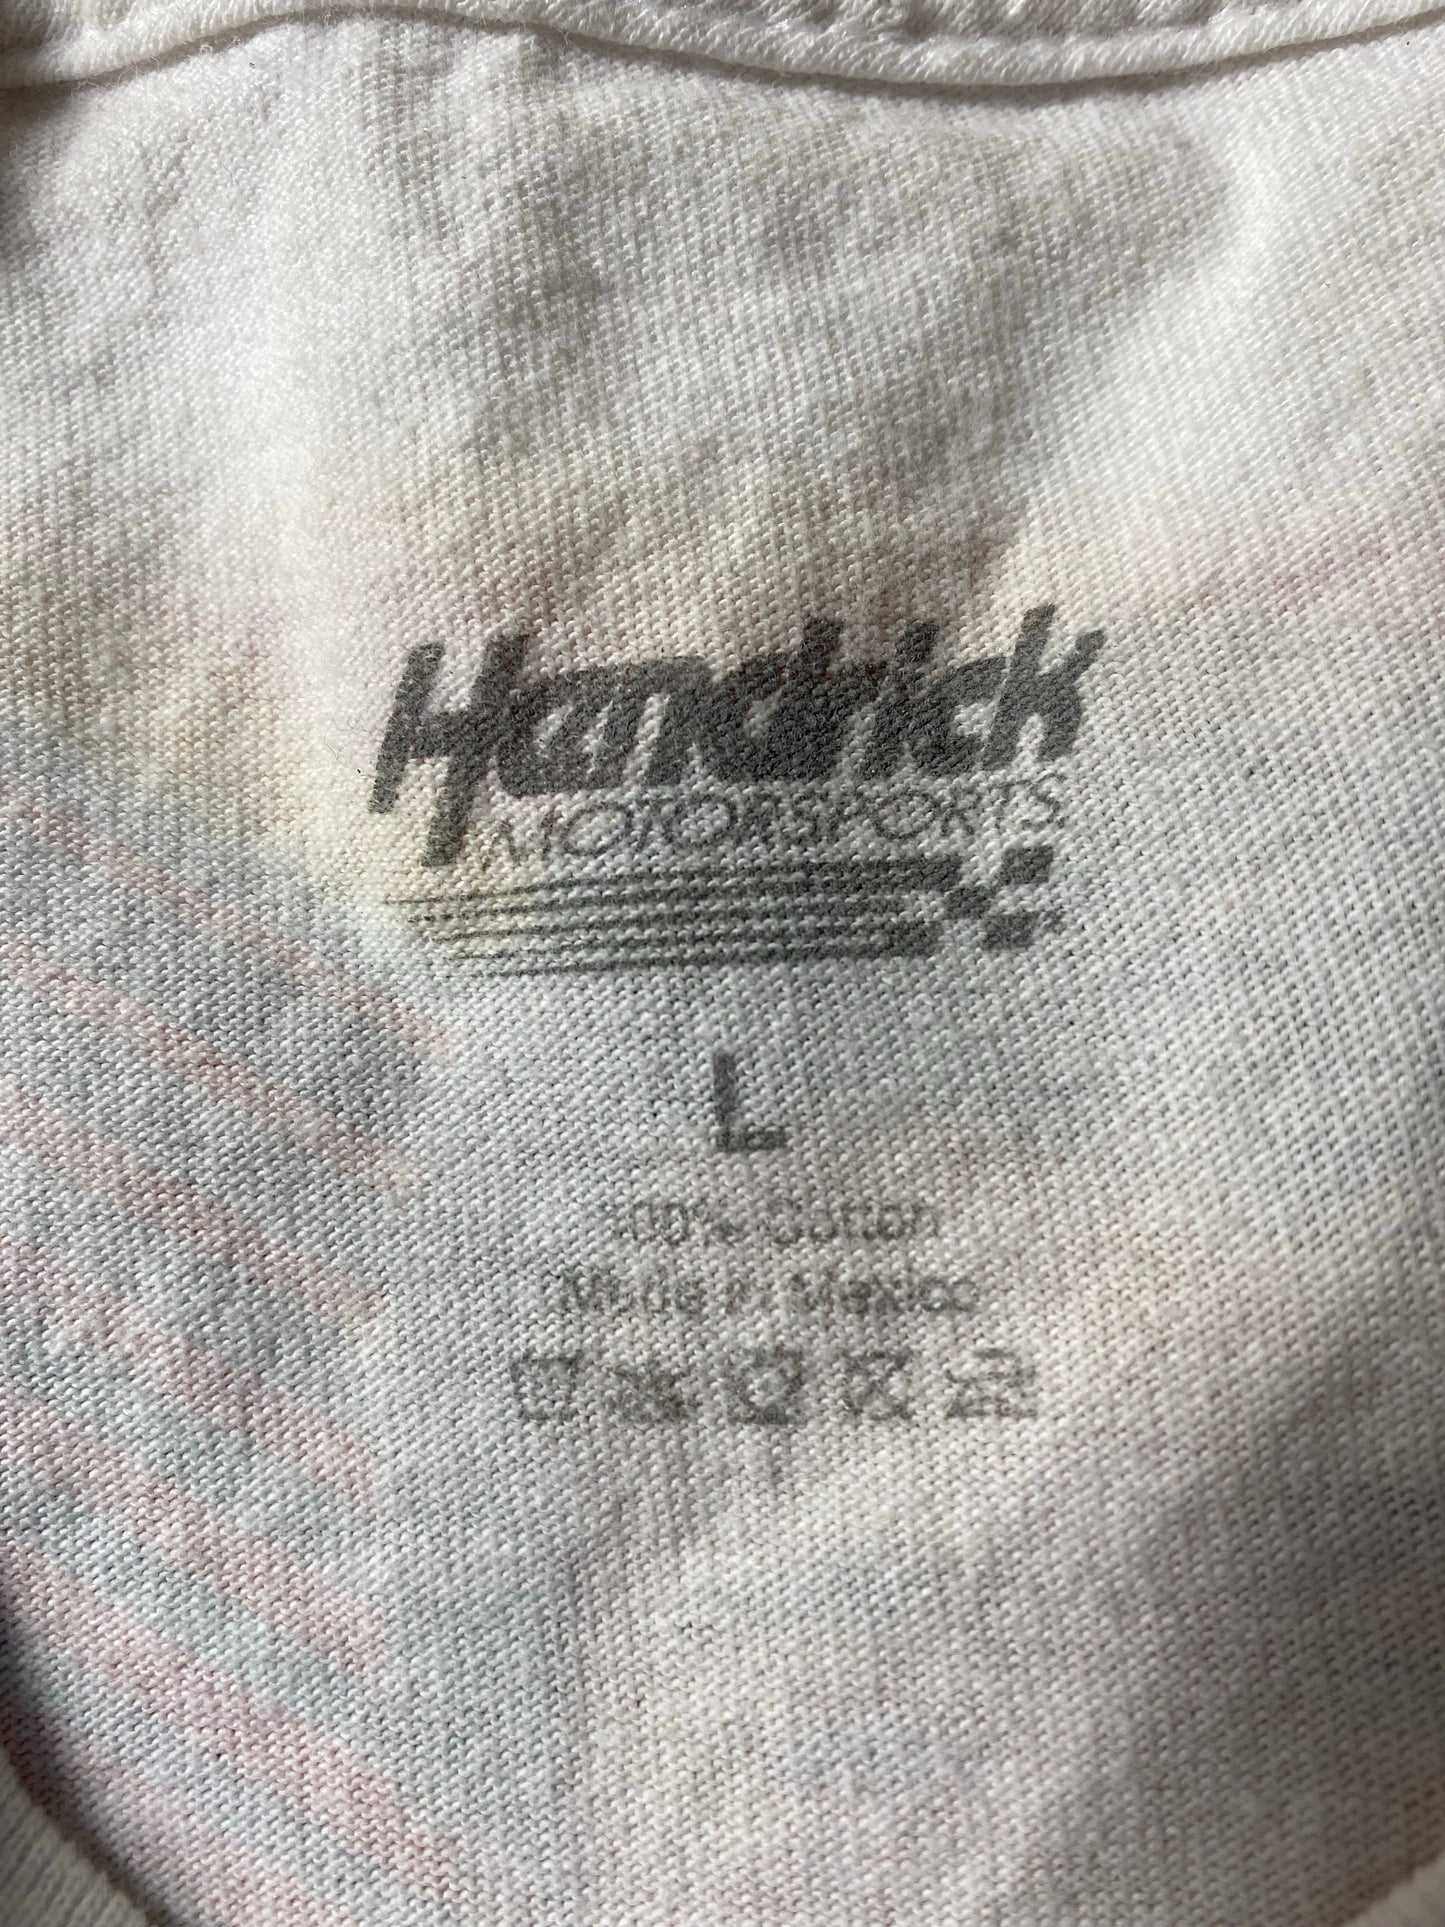 Hendrick
MOTORSPORTS
L
100% Cotton
Made in Mexico